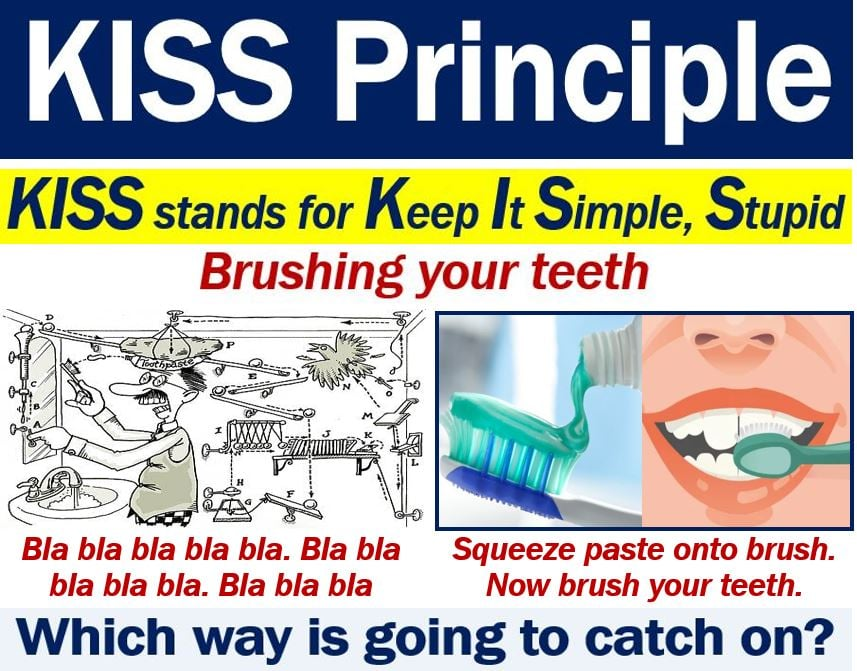 KISS Principle
KISS stands for Keep It Simple, Stupid
Brushing your teeth
D
P
Toothpaste
E
C
N
O
B
M
A
I
J
K
L
H
F
G
Bla bla bla bla bla. Bla bla
bla bla bla. Bla bla bla
Squeeze paste onto brush.
Now brush your teeth.
Which way is going to catch on?